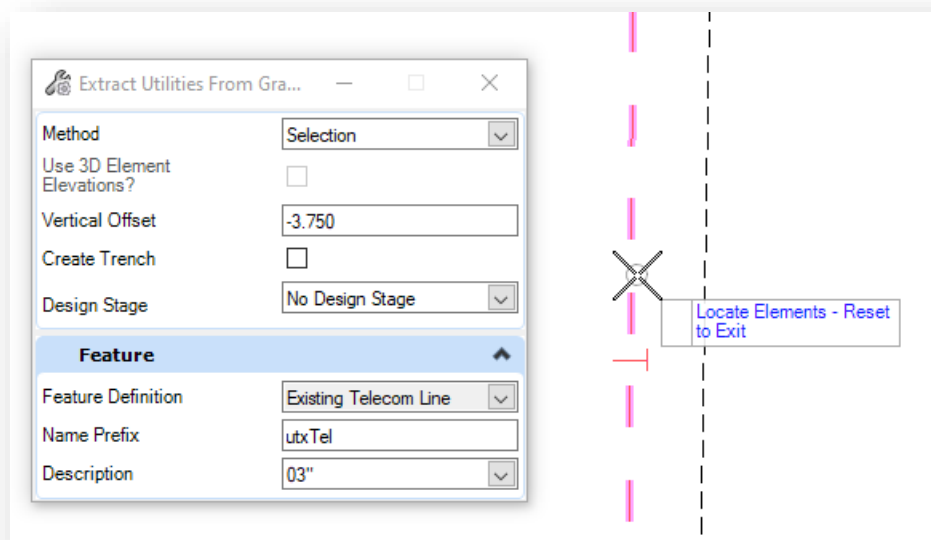 Extract Utilities From Gra...
Method
Selection
Use 3D Element
Elevations?
Vertical Offset
-3.750
Create Trench
Design Stage
No Design Stage
Feature
Feature Definition
Existing Telecom Line
Name Prefix
utxTel
Description
03"
Locate Elements - Reset
to Exit